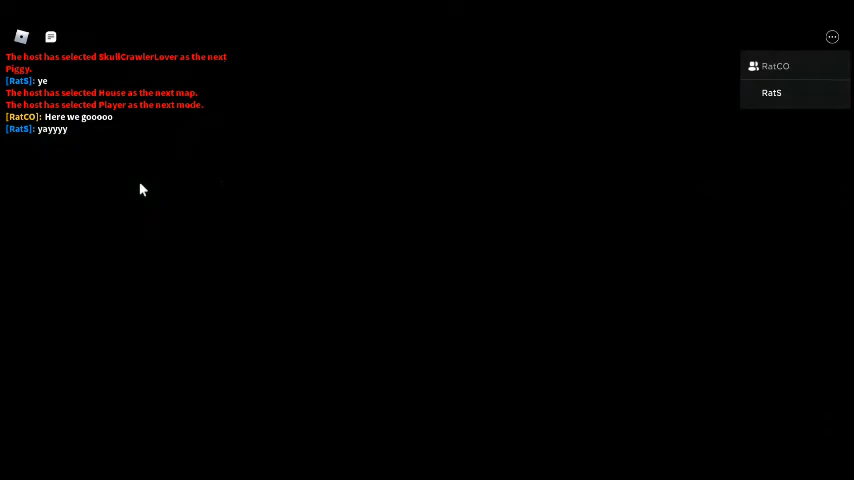 The host has selected SkullCrawlerLover as the next
Piggy.
[RatS]: ye
The host has selected House as the next map.
The host has selected Player as the next mode.
[RatCO]: Here we gooooo
[RatS]: yayyyy
RatCO
RatS